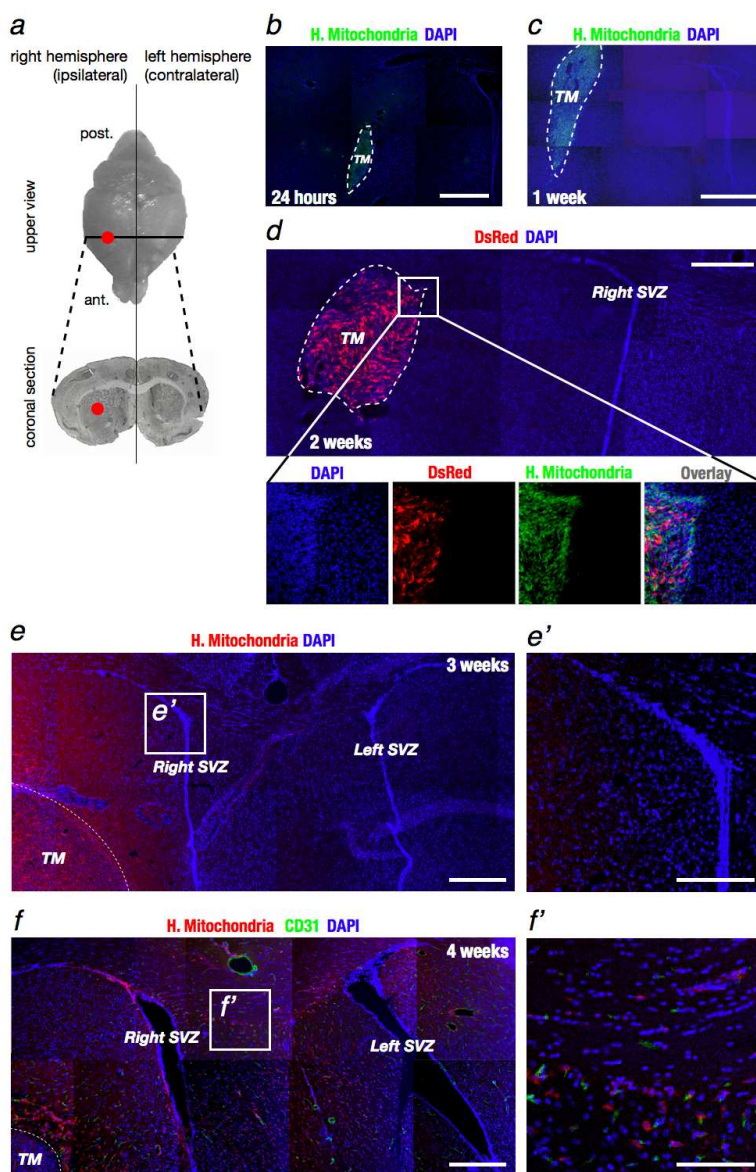 a
right hemisphere
(ipsilateral)
left hemisphere
(contralateral)
post.
upper view
ant.
coronal section
b
H. Mitochondria DAPI
TM
24 hours
c
H. Mitochondria DAPI
TM
1 week
d
DsRed DAPI
TM
Right SVZ
2 weeks
DAPI
DsRed
H. Mitochondria
Overlay
e
H. Mitochondria DAPI
3 weeks
e'
Right SVZ
Left SVZ
TM
e'
f
H. Mitochondria CD31 DAPI
4 weeks
f'
Right SVZ
Left SVZ
TM
f'